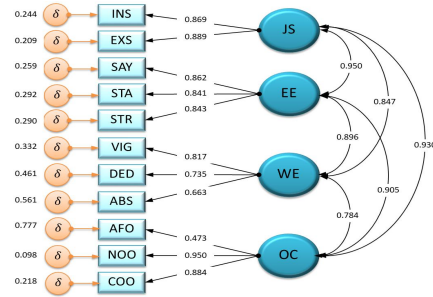 0.244 δ INS 0.869 JS
0.209 δ EXS 0.889
0.950
0.259 δ SAY 0.862
0.292 δ STA 0.841 EE 0.847
0.290 δ STR 0.843
0.930
0.332 δ VIG 0.817 0.896
0.461 δ DED 0.735 WE 0.905
0.561 δ ABS 0.663
0.784
0.777 δ AFO 0.473
0.098 δ NOO 0.950 OC
0.218 δ COO 0.884